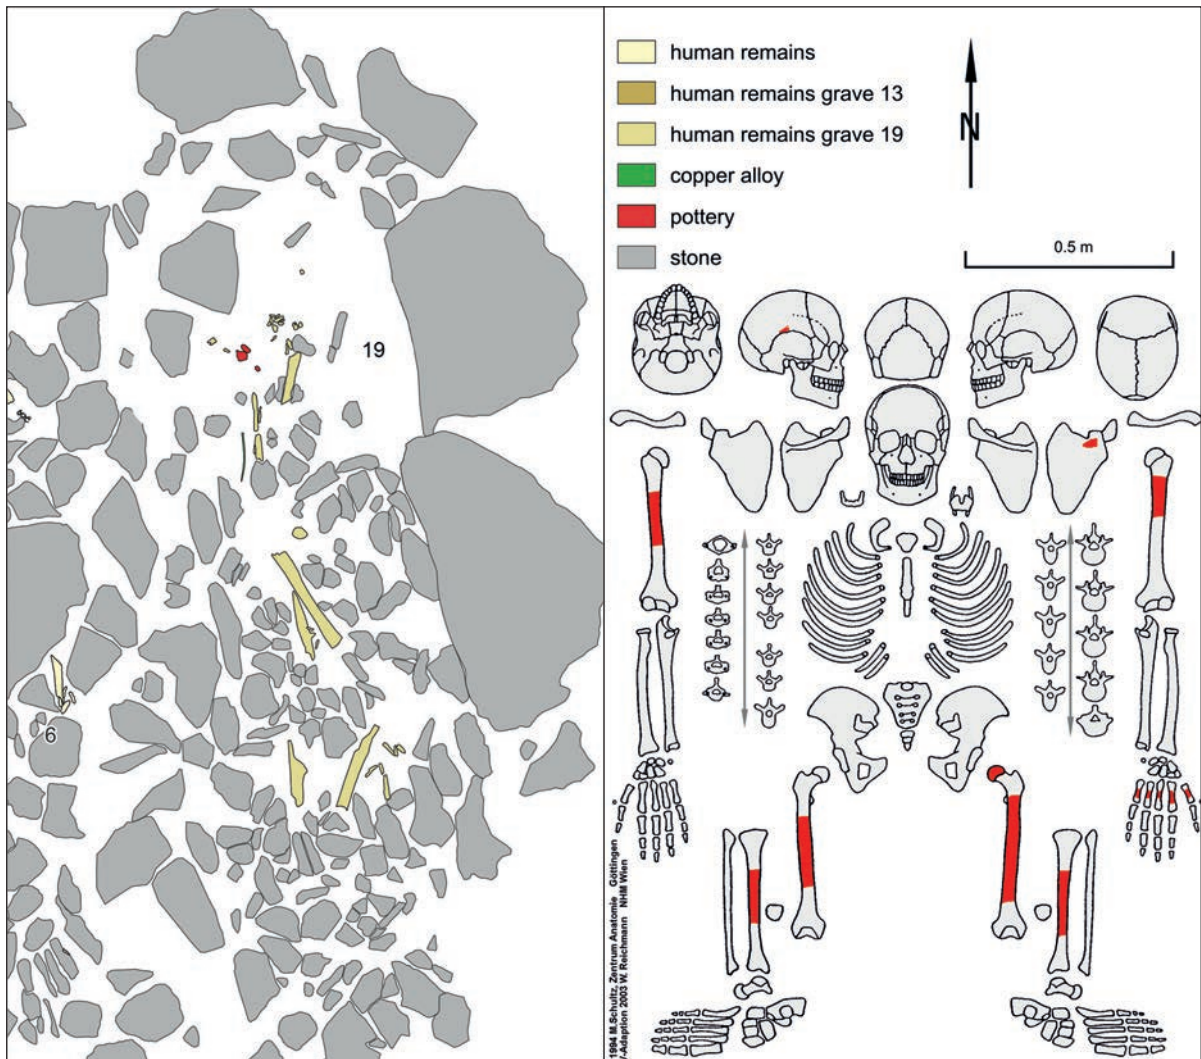 19
6
human remains
human remains grave 13
human remains grave 19
copper alloy
pottery
stone
N
0.5 m
1994 M.Schultz, Zentrum Anatomie Göttingen
/-Adaption 2003 W. Reichmann NHM Wien